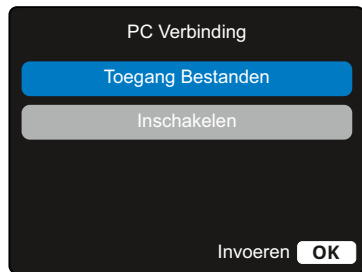 PC Verbinding
Toegang Bestanden
Inschakelen
Invoeren OK